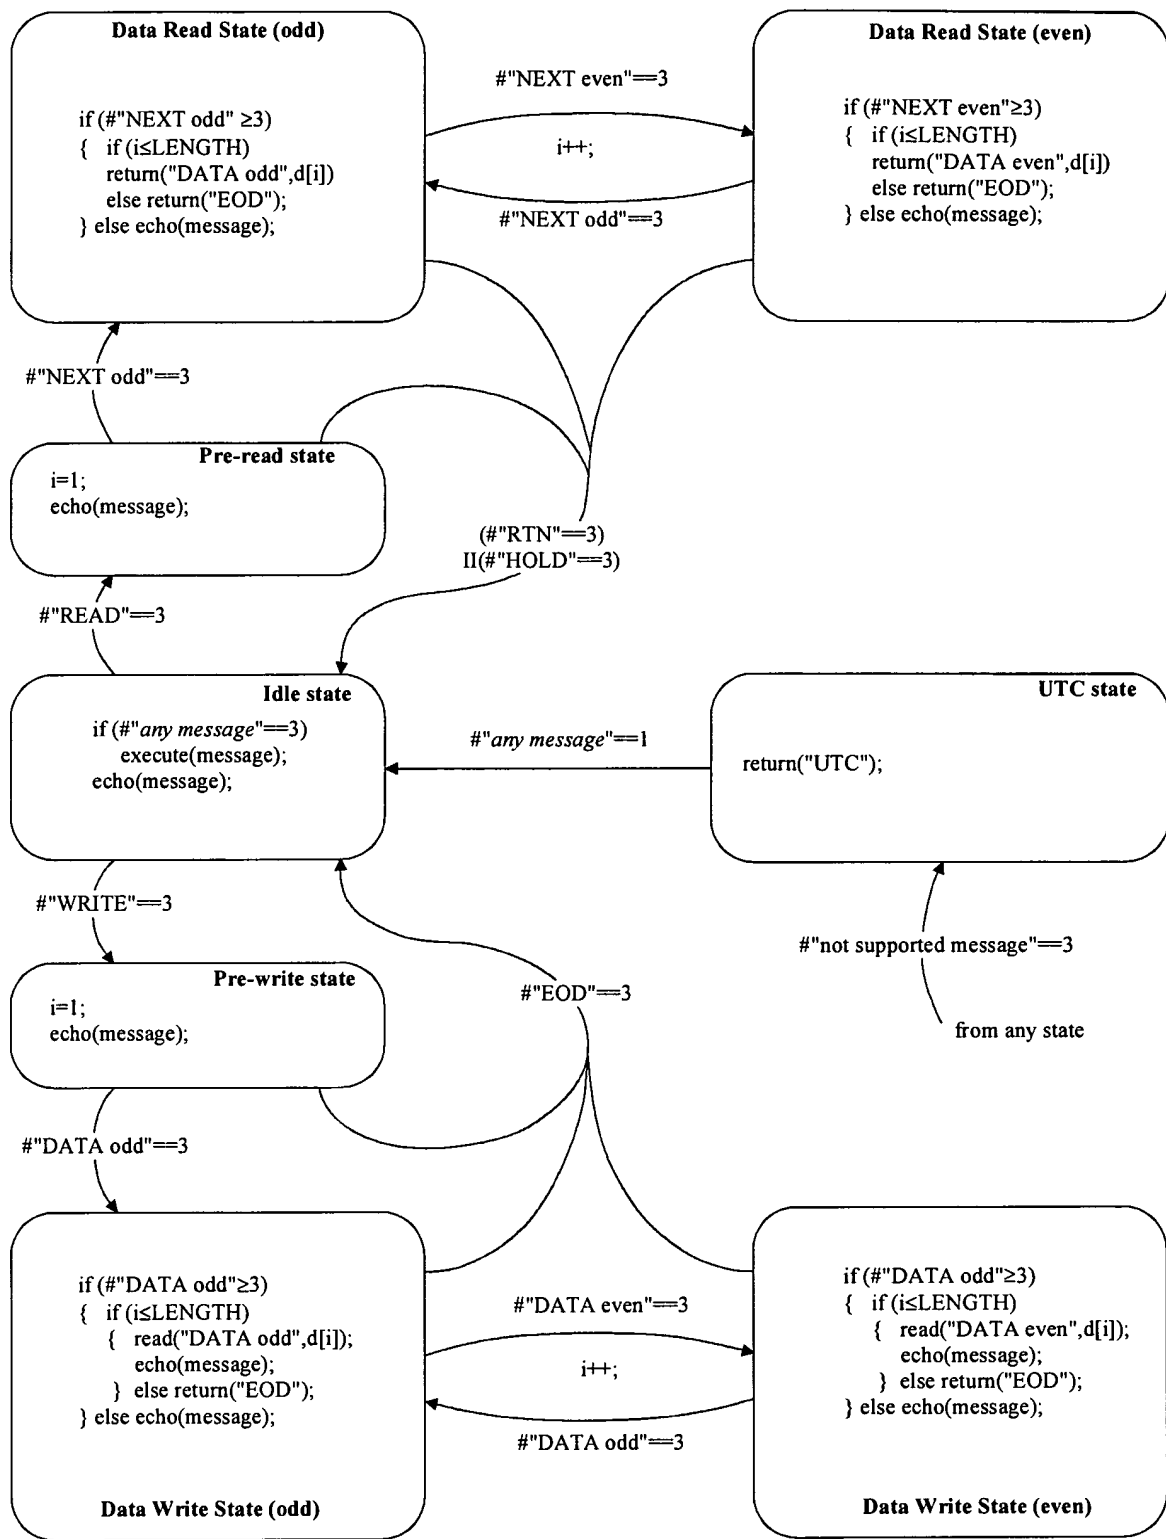 Data Read State (odd)
if (#"NEXT odd" ≥3)
{ if (i≤LENGTH)
return("DATA odd",d[i])
else return("EOD");
} else echo(message);
#"NEXT even"==3
i++;
#"NEXT odd"==3
Data Read State (even)
if (#"NEXT even"≥3)
{ if (i≤LENGTH)
return("DATA even",d[i])
else return("EOD");
} else echo(message);
#"NEXT odd"==3
Pre-read state
i=1;
echo(message);
(#"RTN"==3)
II(#"HOLD"==3)
#"READ"==3
Idle state
if (#"any message"==3)
execute(message);
echo(message);
#"any message"==1
UTC state
return("UTC");
#"WRITE"==3
#"not supported message"==3
from any state
Pre-write state
i=1;
echo(message);
#"EOD"==3
#"DATA odd"==3
if (#"DATA odd"≥3)
{ if (i≤LENGTH)
{ read("DATA odd",d[i]);
echo(message);
} else return("EOD");
} else echo(message);
Data Write State (odd)
#"DATA even"==3
i++;
#"DATA odd"==3
if (#"DATA odd"≥3)
{ if (i≤LENGTH)
{ read("DATA even",d[i]);
echo(message);
} else return("EOD");
} else echo(message);
Data Write State (even)